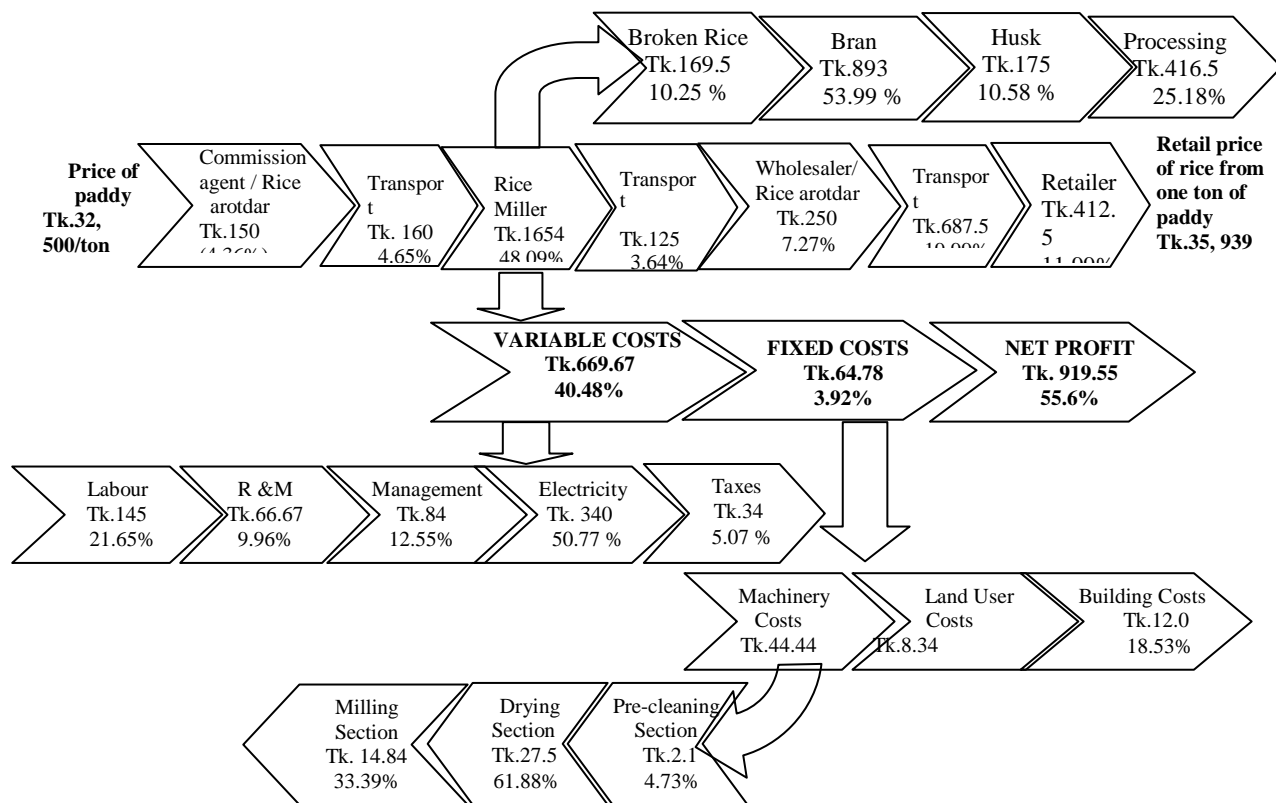 Broken Rice
Tk.169.5
10.25 %
Bran
Tk.893
53.99 %
Husk
Tk.175
10.58 %
Processing
Tk.416.5
25.18%
Price of
paddy
Tk.32,
500/ton
Commission
agent / Rice
arotdar
Tk.150
(4.36%)
Transpor
t
Tk. 160
4.65%
Rice
Miller
Tk.1654
48.09%
Transpor
t
Tk.125
3.64%
Wholesaler/
Rice arotdar
Tk.250
7.27%
Transpor
t
Tk.687.5
Retailer
Tk.412.
5
Retail price
of rice from
one ton of
paddy
Tk.35, 939
VARIABLE COSTS
Tk.669.67
40.48%
FIXED COSTS
Tk.64.78
3.92%
NET PROFIT
Tk. 919.55
55.6%
Labour
Tk.145
21.65%
R &M
Tk.66.67
9.96%
Management
Tk.84
12.55%
Electricity
Tk. 340
50.77 %
Taxes
Tk.34
5.07 %
Machinery
Costs
Tk.44.44
Land User
Costs
Tk.8.34
Building Costs
Tk.12.0
18.53%
Milling
Section
Tk. 14.84
33.39%
Drying
Section
Tk.27.5
61.88%
Pre-cleaning
Section
Tk.2.1
4.73%